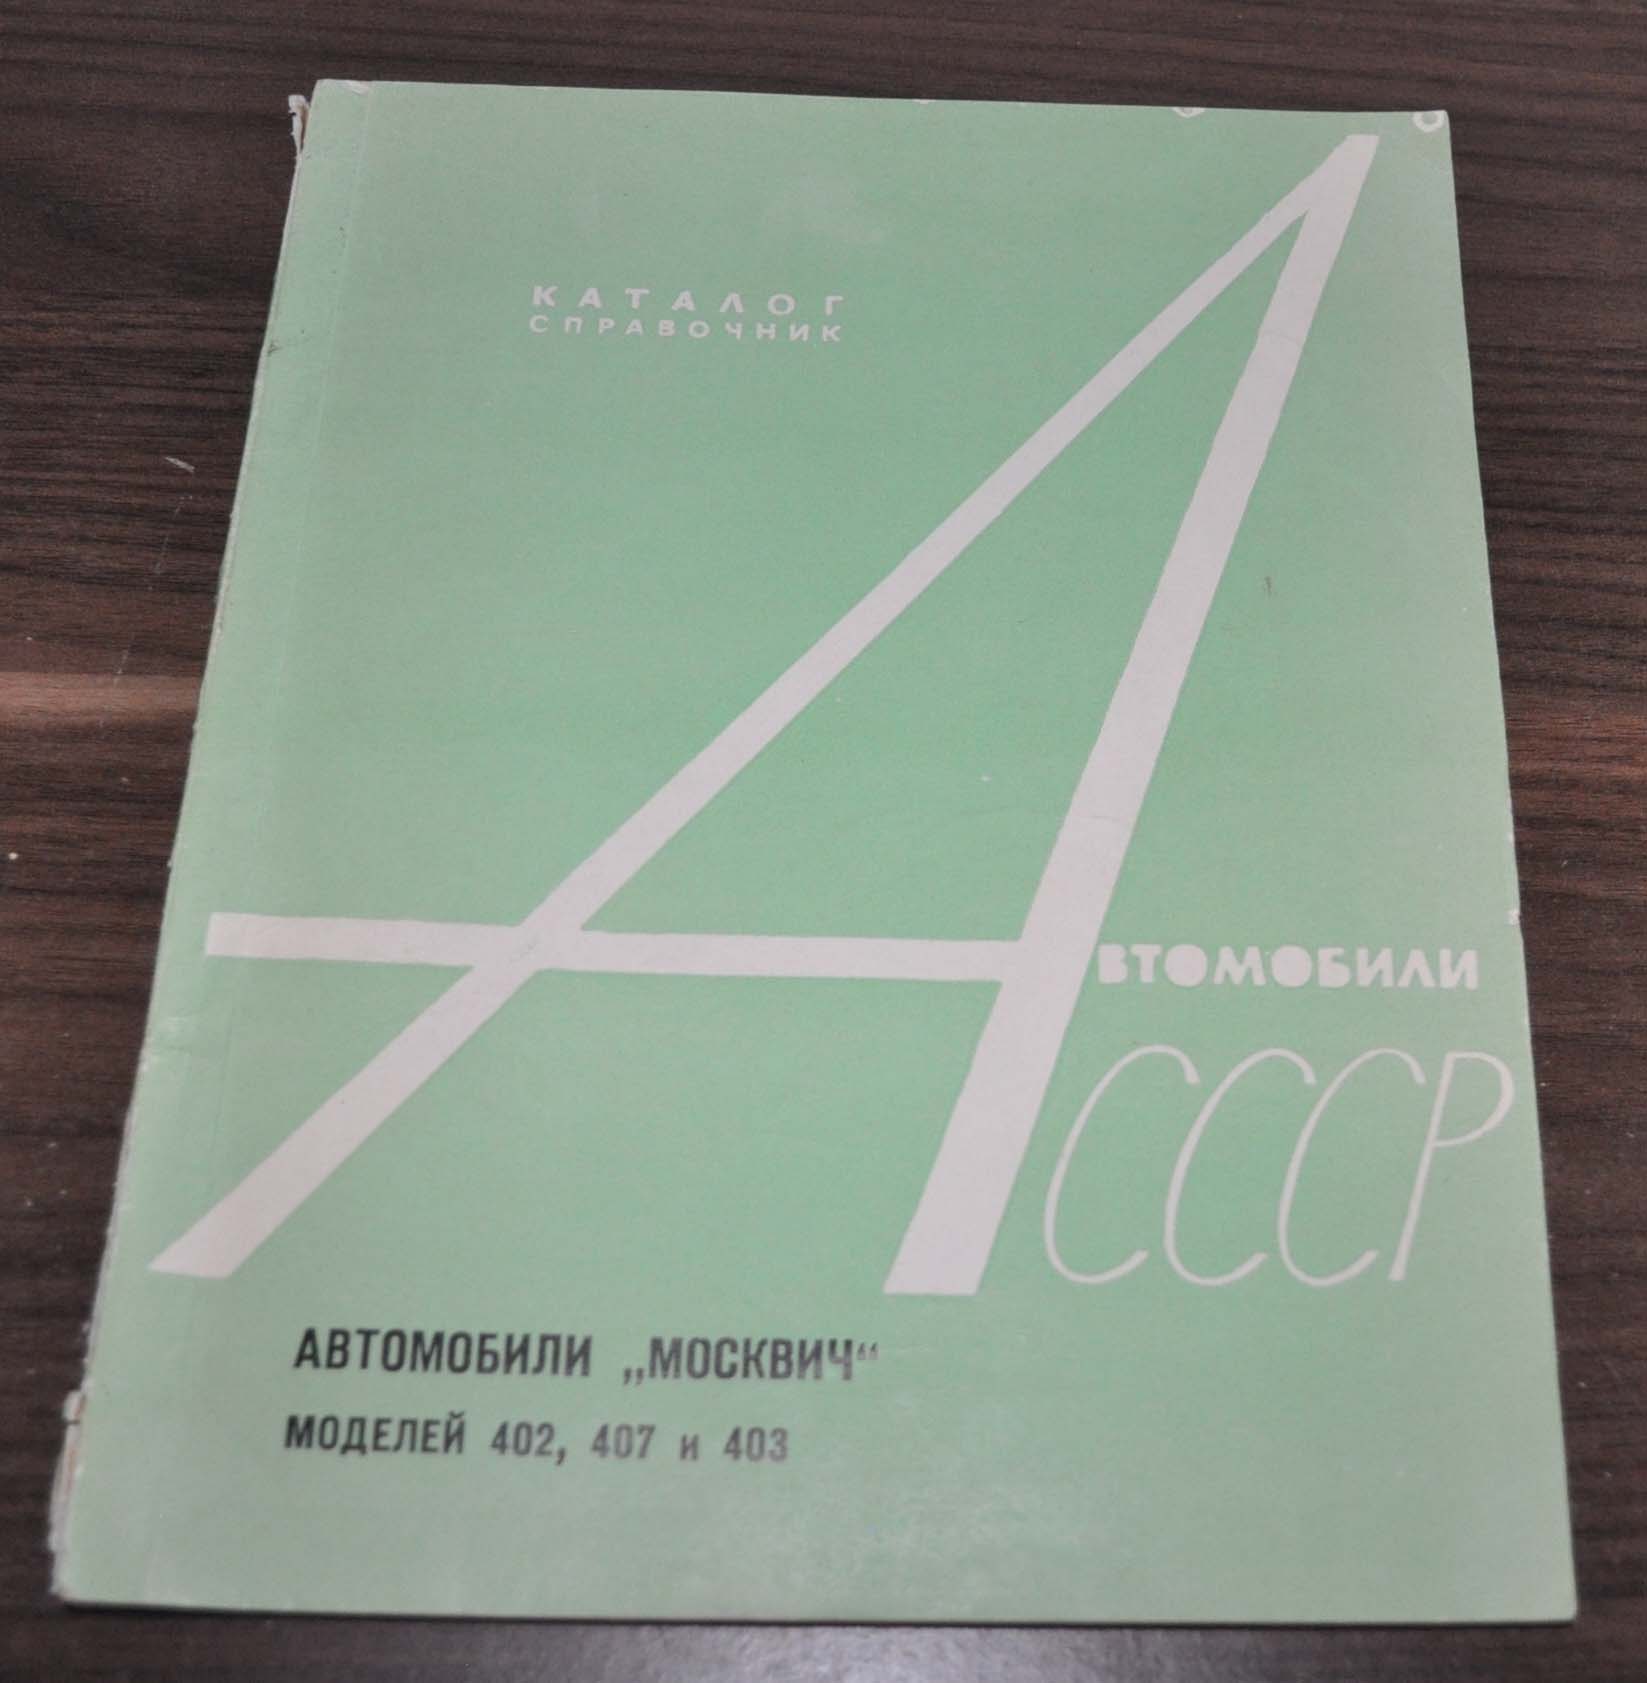 КАТАЛОГ
СПРАВОЧНИК
АВТОМОБИЛИ
СССР
АВТОМОБИЛИ „МОСКВИЧ“
МОДЕЛЕЙ 402, 407 и 403